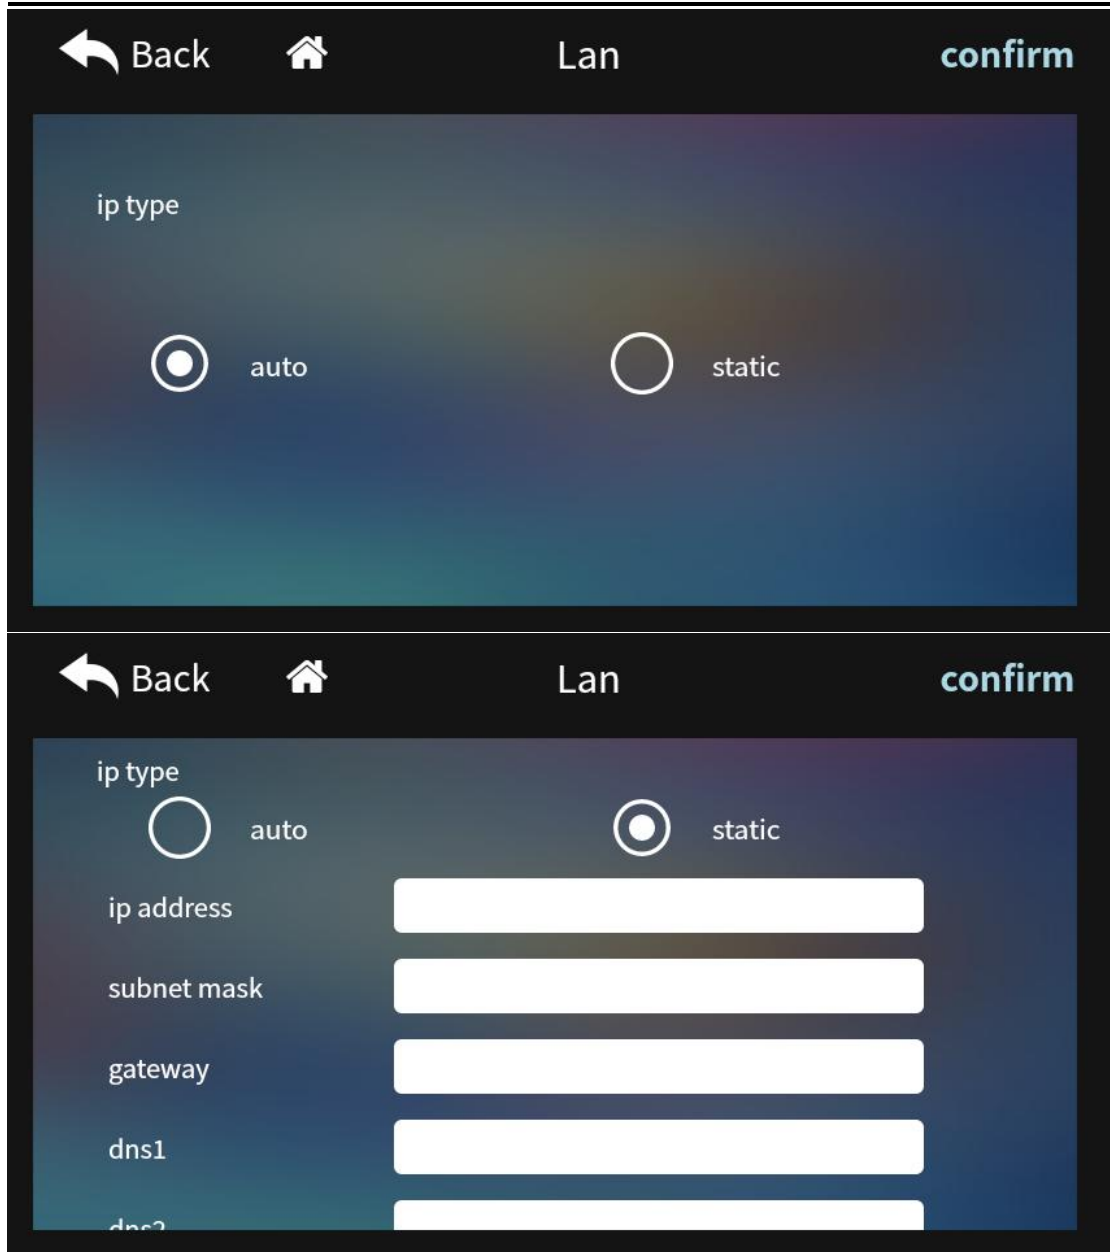 Back Lan confirm
ip type
auto static
Back Lan confirm
ip type
auto static
ip address
subnet mask
gateway
dns1
dns2